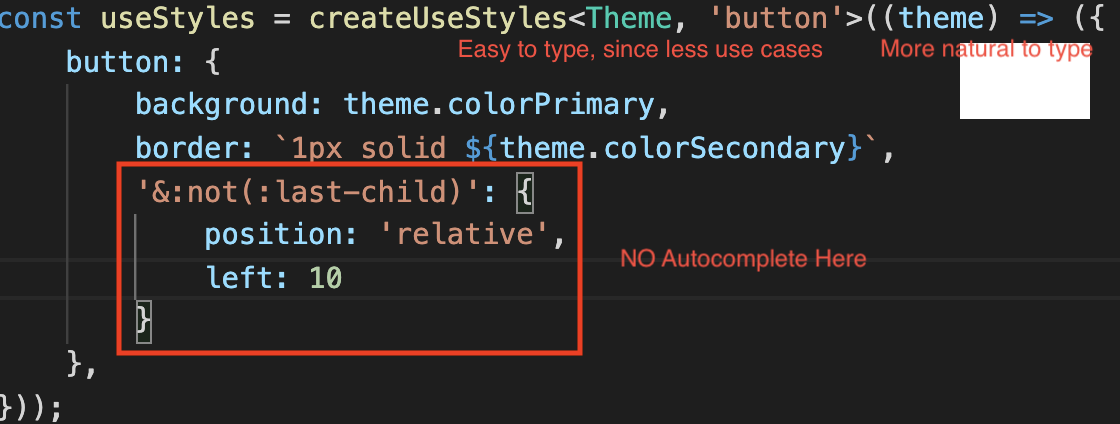 const useStyles = createUseStyles<Theme, 'button'>((theme) => ({
Easy to type, since less use cases
More natural to type
button: {
background: theme.colorPrimary,
border: `1px solid ${theme.colorSecondary}`,
'&:not(:last-child)': {
position: 'relative',
NO Autocomplete Here
left: 10
}
},
}));